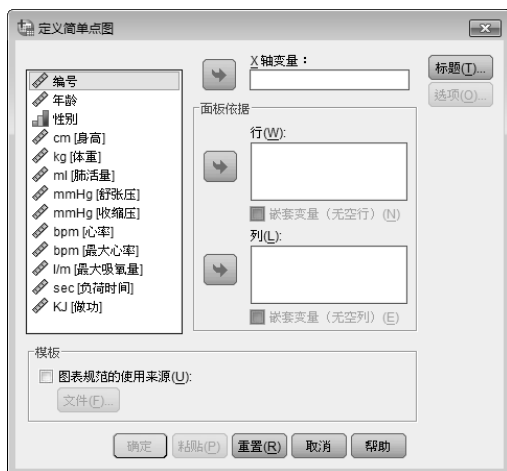 定义简单点图
X轴变量：
标题(T)...
选项(O)...
编号
年龄
性别
cm [身高]
kg [体重]
ml [肺活量]
mmHg [舒张压]
mmHg [收缩压]
bpm [心率]
bpm [最大心率]
l/m [最大吸氧量]
sec [负荷时间]
KJ [做功]
面板依据
行(W):
嵌套变量（无空行）(N)
列(L):
嵌套变量（无空列）(E)
模板
图表规范的使用来源(U):
文件(F)...
确定 粘贴(P) 重置(R) 取消 帮助